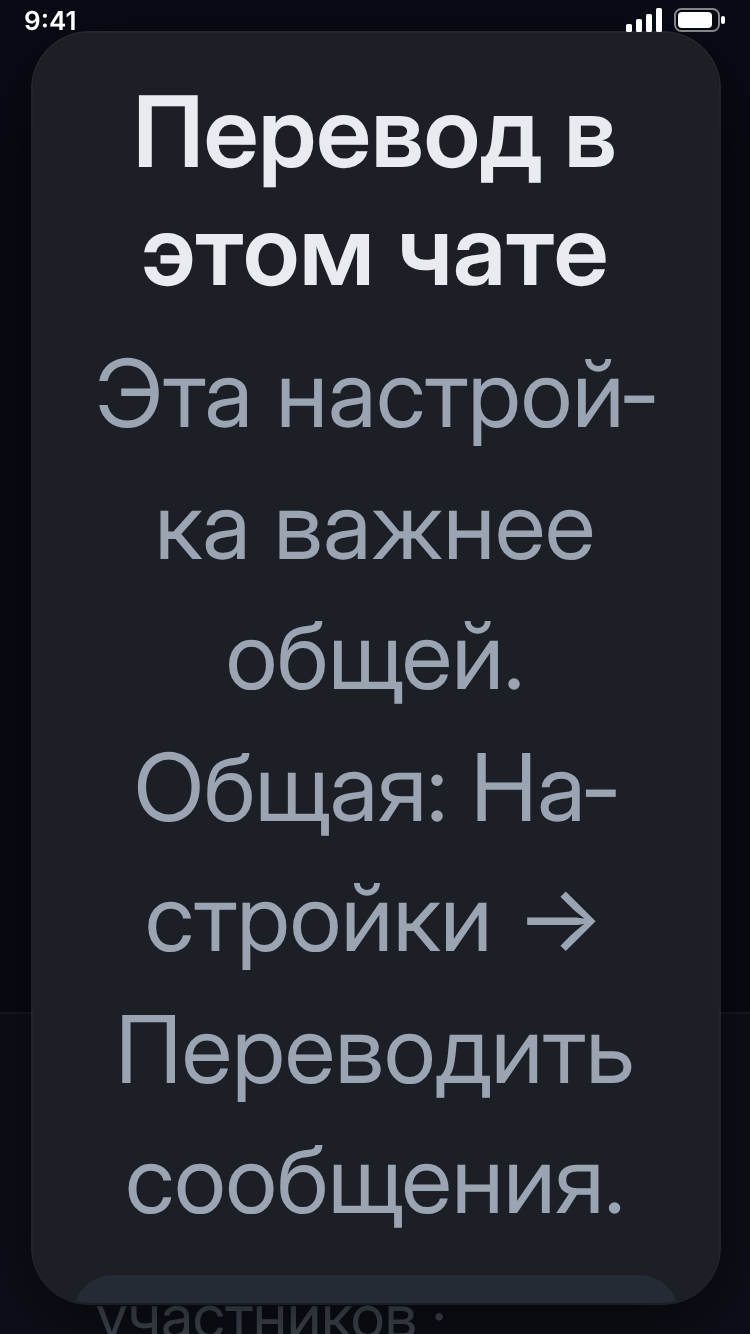 9:41
Перевод в
этом чате
Эта настрой-
ка важнее
общей.
Общая: На-
стройки →
Переводить
сообщения.
участников ·